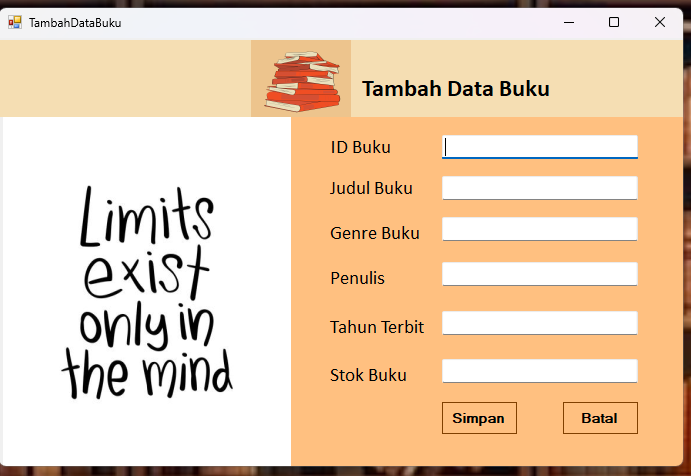 TambahDataBuku
Tambah Data Buku
Limits
exist
only in
the mind
ID Buku
Judul Buku
Genre Buku
Penulis
Tahun Terbit
Stok Buku
Simpan Batal